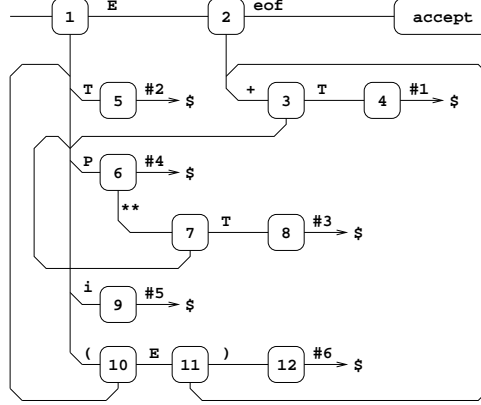 E eof
1 2 accept
T 5 #2 $ + 3 T 4 #1 $
P 6 #4 $
**
7 T 8 #3 $
i 9 #5 $
( 10 E 11 ) 12 #6 $